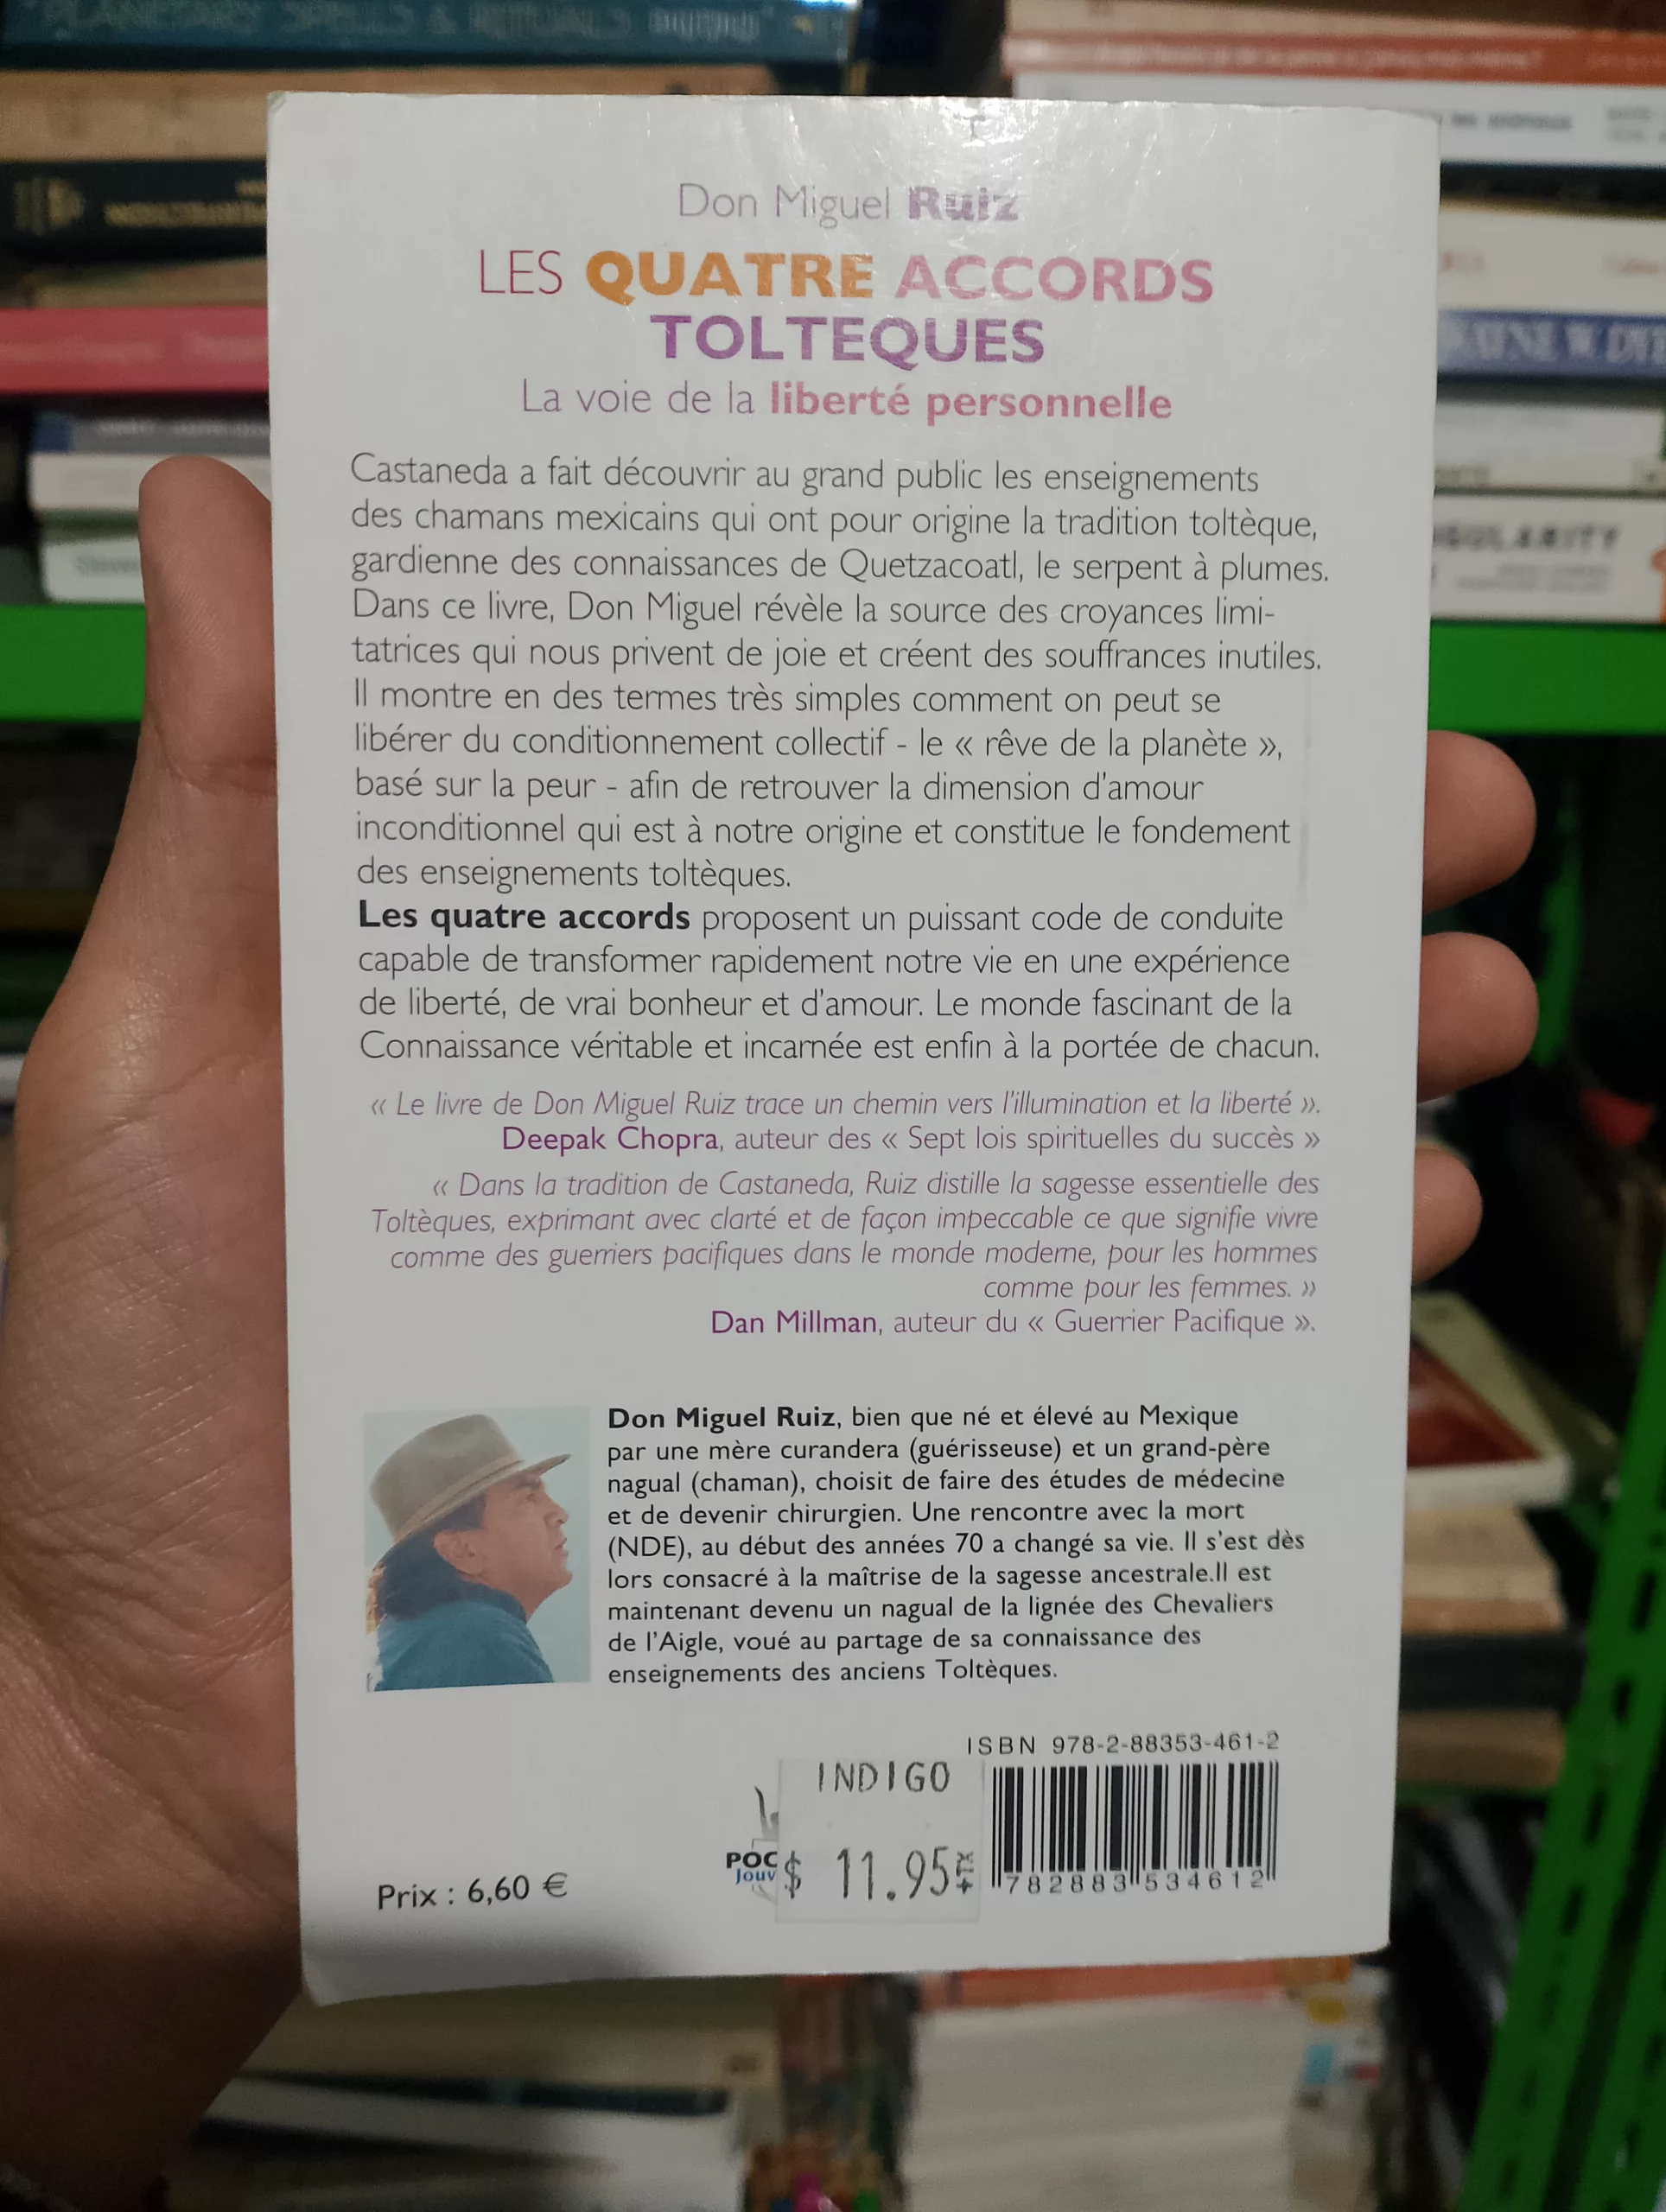 PLANETARY SPELLS & RITUALS
Don Miguel Ruiz
LES QUATRE ACCORDS
TOLTEQUES
La voie de la liberté personnelle
Castaneda a fait découvrir au grand public les enseignements
des chamans mexicains qui ont pour origine la tradition toltèque,
gardienne des connaissances de Quetzacoatl, le serpent à plumes.
Dans ce livre, Don Miguel révèle la source des croyances limi-
tatrices qui nous privent de joie et créent des souffrances inutiles.
Il montre en des termes très simples comment on peut se
libérer du conditionnement collectif - le « rêve de la planète »,
basé sur la peur - afin de retrouver la dimension d'amour
inconditionnel qui est à notre origine et constitue le fondement
des enseignements toltèques.
Les quatre accords proposent un puissant code de conduite
capable de transformer rapidement notre vie en une expérience
de liberté, de vrai bonheur et d'amour. Le monde fascinant de la
Connaissance véritable et incarnée est enfin à la portée de chacun.
« Le livre de Don Miguel Ruiz trace un chemin vers l'illumination et la liberté ».
Deepak Chopra, auteur des « Sept lois spirituelles du succès »
« Dans la tradition de Castaneda, Ruiz distille la sagesse essentielle des
Toltèques, exprimant avec clarté et de façon impeccable ce que signifie vivre
comme des guerriers pacifiques dans le monde moderne, pour les hommes
comme pour les femmes. »
Dan Millman, auteur du « Guerrier Pacifique ».
Don Miguel Ruiz, bien que né et élevé au Mexique
par une mère curandera (guérisseuse) et un grand-père
nagual (chaman), choisit de faire des études de médecine
et de devenir chirurgien. Une rencontre avec la mort
(NDE), au début des années 70 a changé sa vie. Il s'est dès
lors consacré à la maîtrise de la sagesse ancestrale.Il est
maintenant devenu un nagual de la lignée des Chevaliers
de l'Aigle, voué au partage de sa connaissance des
enseignements des anciens Toltèques.
ISBN 978-2-88353-461-2
INDIGO
POC
Jouv
$ 11.95
782883 534612
Prix : 6,60 €